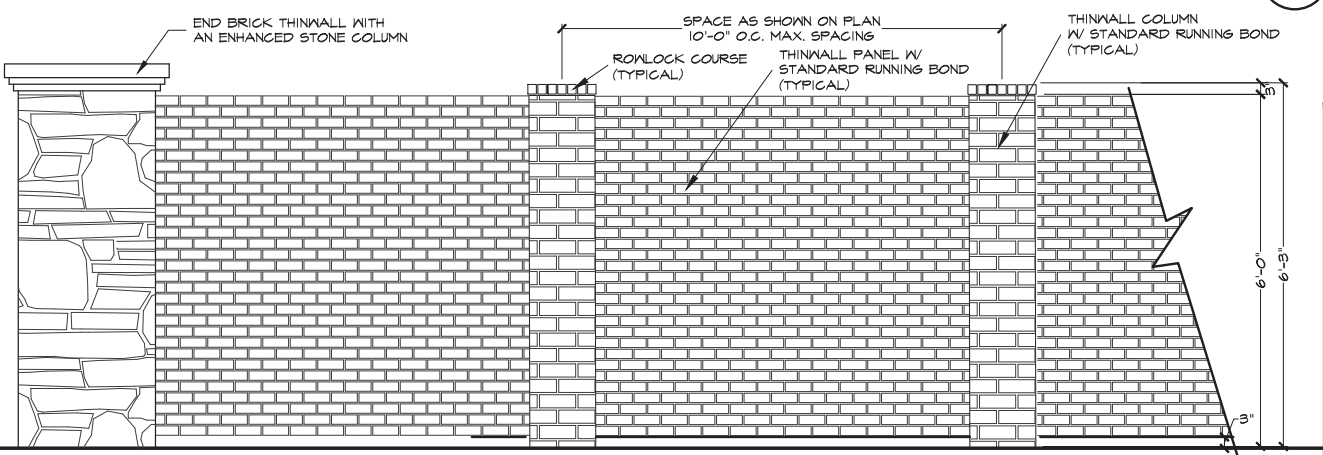 END BRICK THINWALL WITH
AN ENHANCED STONE COLUMN
SPACE AS SHOWN ON PLAN
10'-0" O.C. MAX. SPACING
ROWLOCK COURSE
(TYPICAL)
THINWALL PANEL W/
STANDARD RUNNING BOND
(TYPICAL)
THINWALL COLUMN
W/ STANDARD RUNNING BOND
(TYPICAL)
3"
6'-0"
6'-3"
3"